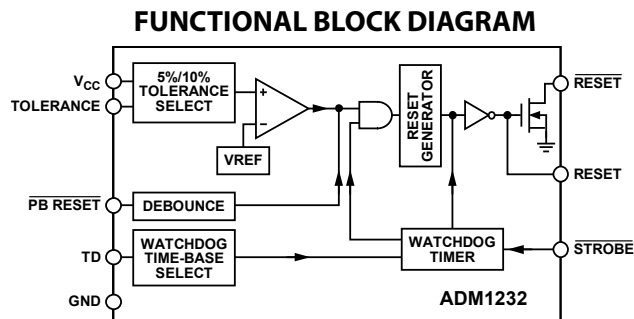 FUNCTIONAL BLOCK DIAGRAM
VCC
TOLERANCE
5%/10%
TOLERANCE
SELECT
+
−
VREF
RESET
GENERATOR
RESET
RESET
PB RESET
DEBOUNCE
TD
WATCHDOG
TIME-BASE
SELECT
WATCHDOG
TIMER
STROBE
GND
ADM1232